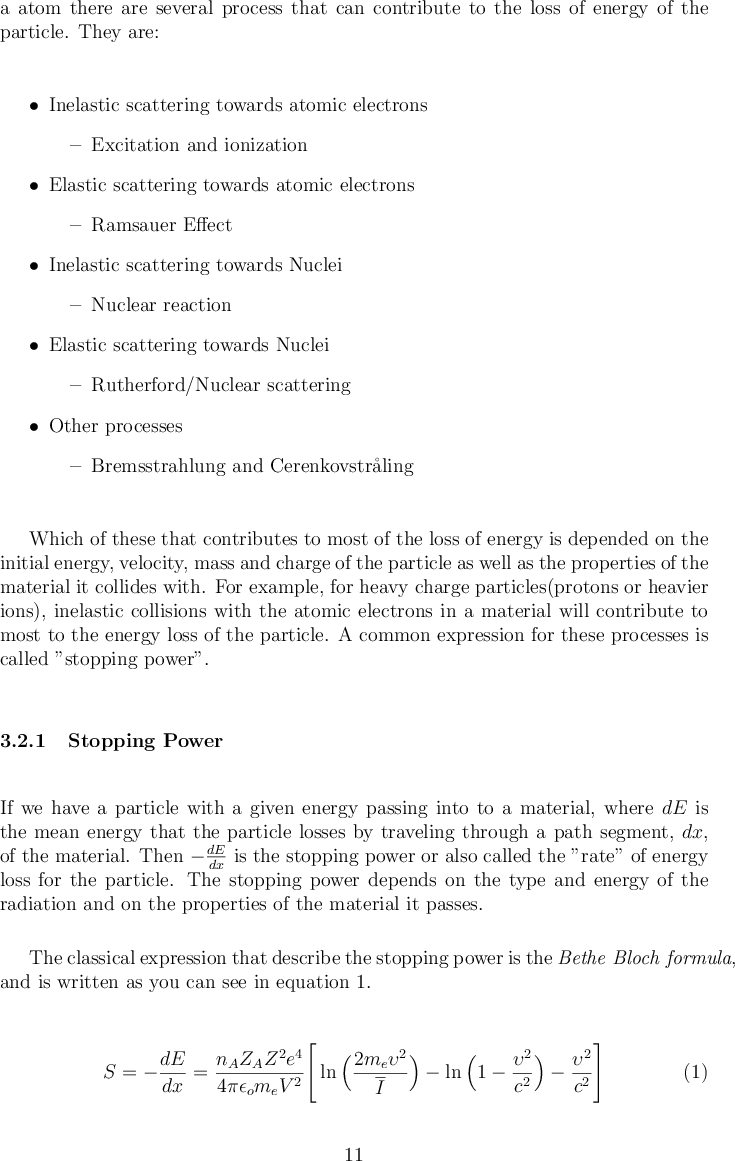 a atom there are several process that can contribute to the loss of energy of the
particle. They are:
• Inelastic scattering towards atomic electrons
– Excitation and ionization
• Elastic scattering towards atomic electrons
– Ramsauer Effect
• Inelastic scattering towards Nuclei
– Nuclear reaction
• Elastic scattering towards Nuclei
– Rutherford/Nuclear scattering
• Other processes
– Bremsstrahlung and Cerenkovstråling
Which of these that contributes to most of the loss of energy is depended on the
initial energy, velocity, mass and charge of the particle as well as the properties of the
material it collides with. For example, for heavy charge particles(protons or heavier
ions), inelastic collisions with the atomic electrons in a material will contribute to
most to the energy loss of the particle. A common expression for these processes is
called ”stopping power”.
3.2.1 Stopping Power
If we have a particle with a given energy passing into to a material, where dE is
the mean energy that the particle losses by traveling through a path segment, dx,
of the material. Then −\frac{dE}{dx} is the stopping power or also called the ”rate” of energy
loss for the particle. The stopping power depends on the type and energy of the
radiation and on the properties of the material it passes.
The classical expression that describe the stopping power is the Bethe Bloch formula,
and is written as you can see in equation 1.
S = -\frac{dE}{dx} = \frac{n_A Z_A Z^2 e^4}{4\pi\epsilon_o m_e V^2} \left[ \ln\left(\frac{2m_e\upsilon^2}{\overline{I}}\right) - \ln\left(1 - \frac{\upsilon^2}{c^2}\right) - \frac{\upsilon^2}{c^2} \right] (1)
11